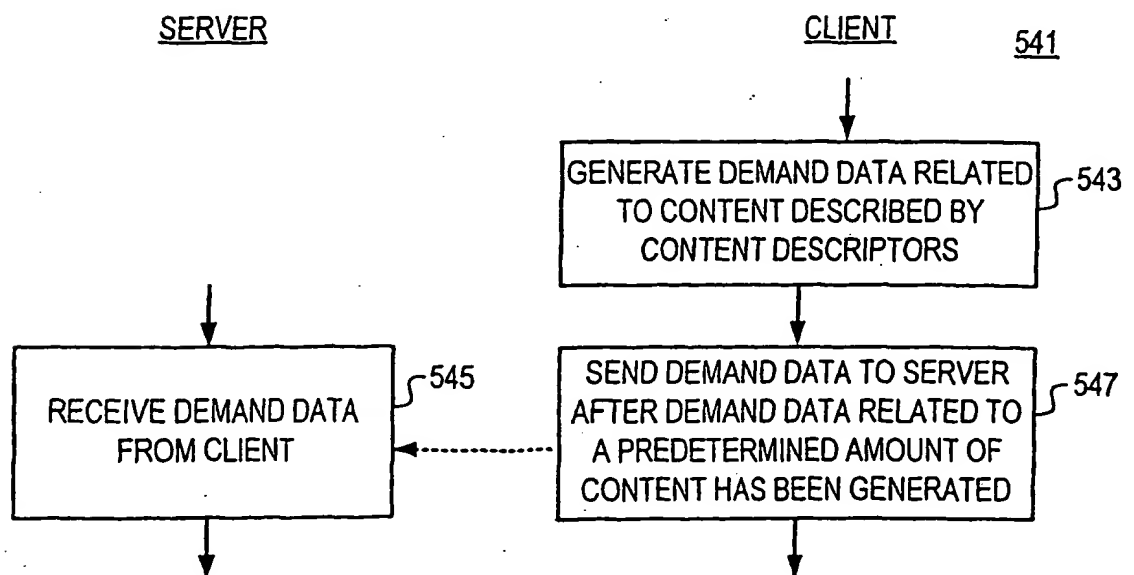 SERVER
CLIENT
541
GENERATE DEMAND DATA RELATED
TO CONTENT DESCRIBED BY
CONTENT DESCRIPTORS
543
RECEIVE DEMAND DATA
FROM CLIENT
545
SEND DEMAND DATA TO SERVER
AFTER DEMAND DATA RELATED TO
A PREDETERMINED AMOUNT OF
CONTENT HAS BEEN GENERATED
547